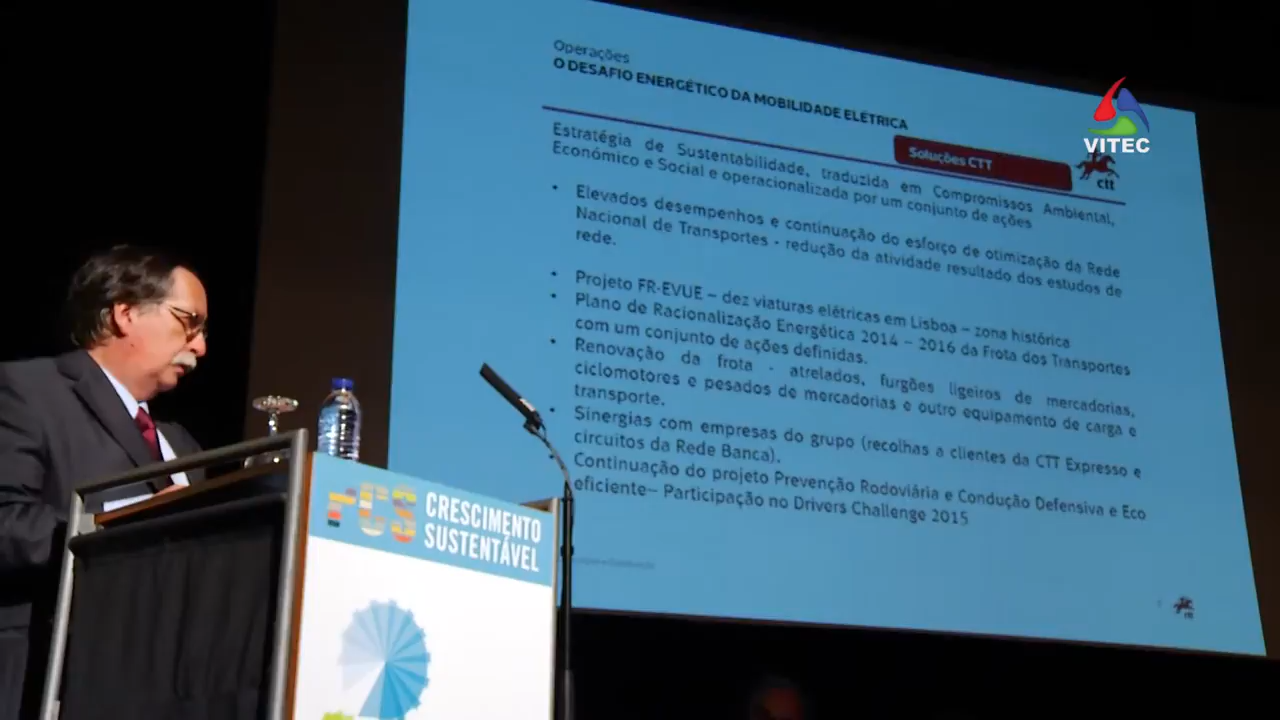 Operações
O DESAFIO ENERGÉTICO DA MOBILIDADE ELÉTRICA
VITEC
Soluções CTT
ctt
Estratégia de Sustentabilidade, traduzida em Compromissos Ambiental,
Económico e Social e operacionalizada por um conjunto de ações
• Elevados desempenhos e continuação do esforço de otimização da Rede
Nacional de Transportes - redução da atividade resultado dos estudos de
rede.
• Projeto FR-EVUE – dez viaturas elétricas em Lisboa – zona histórica
• Plano de Racionalização Energética 2014 – 2016 da Frota dos Transportes
com um conjunto de ações definidas.
• Renovação da frota - atrelados, furgões ligeiros de mercadorias,
ciclomotores e pesados de mercadorias e outro equipamento de carga e
transporte.
• Sinergias com empresas do grupo (recolhas a clientes da CTT Expresso e
circuitos da Rede Banca).
Continuação do projeto Prevenção Rodoviária e Condução Defensiva e Eco
eficiente– Participação no Drivers Challenge 2015
rCS CRESCIMENTO
SUSTENTÁVEL